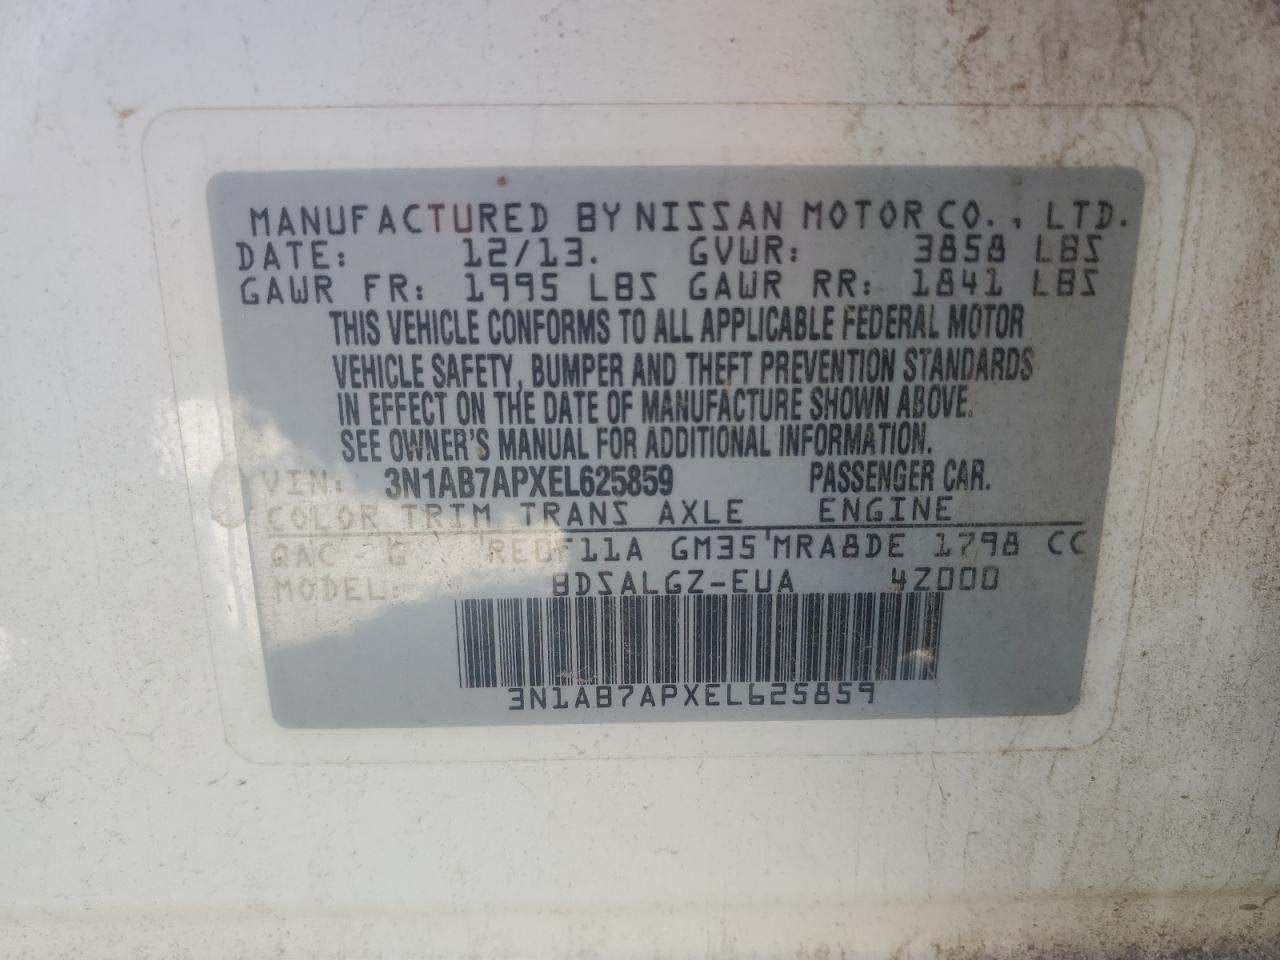 MANUFACTURED BY NISSAN MOTOR CO., LTD.
DATE: 12/13. GVWR: 3858 LBS
GAWR FR: 1995 LBS GAWR RR: 1841 LBS
THIS VEHICLE CONFORMS TO ALL APPLICABLE FEDERAL MOTOR
VEHICLE SAFETY, BUMPER AND THEFT PREVENTION STANDARDS
IN EFFECT ON THE DATE OF MANUFACTURE SHOWN ABOVE.
SEE OWNER'S MANUAL FOR ADDITIONAL INFORMATION.
VIN: 3N1AB7APXEL625859 PASSENGER CAR.
COLOR TRIM TRANS AXLE ENGINE
QAC G RE0F11A GM35 MRA8DE 1798 CC
MODEL: BDSALGZ-EUA 4Z000
3N1AB7APXEL625859